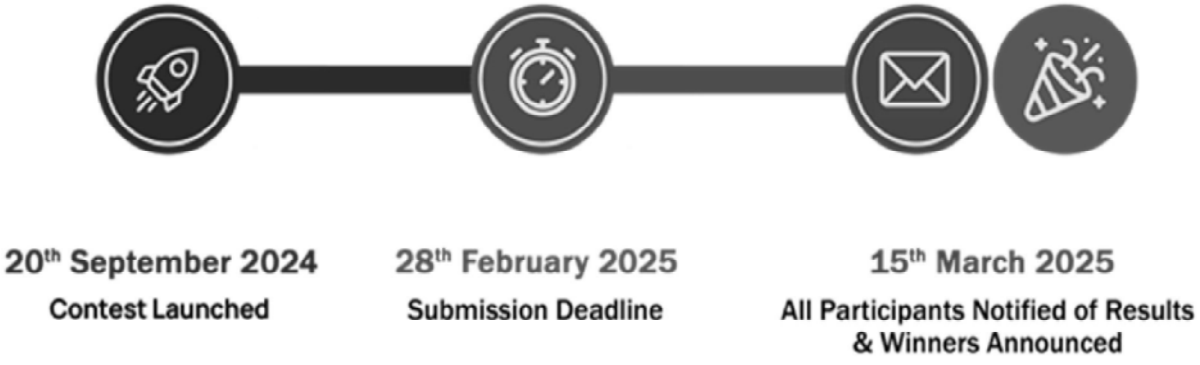 20th September 2024
Contest Launched
28th February 2025
Submission Deadline
15th March 2025
All Participants Notified of Results
& Winners Announced